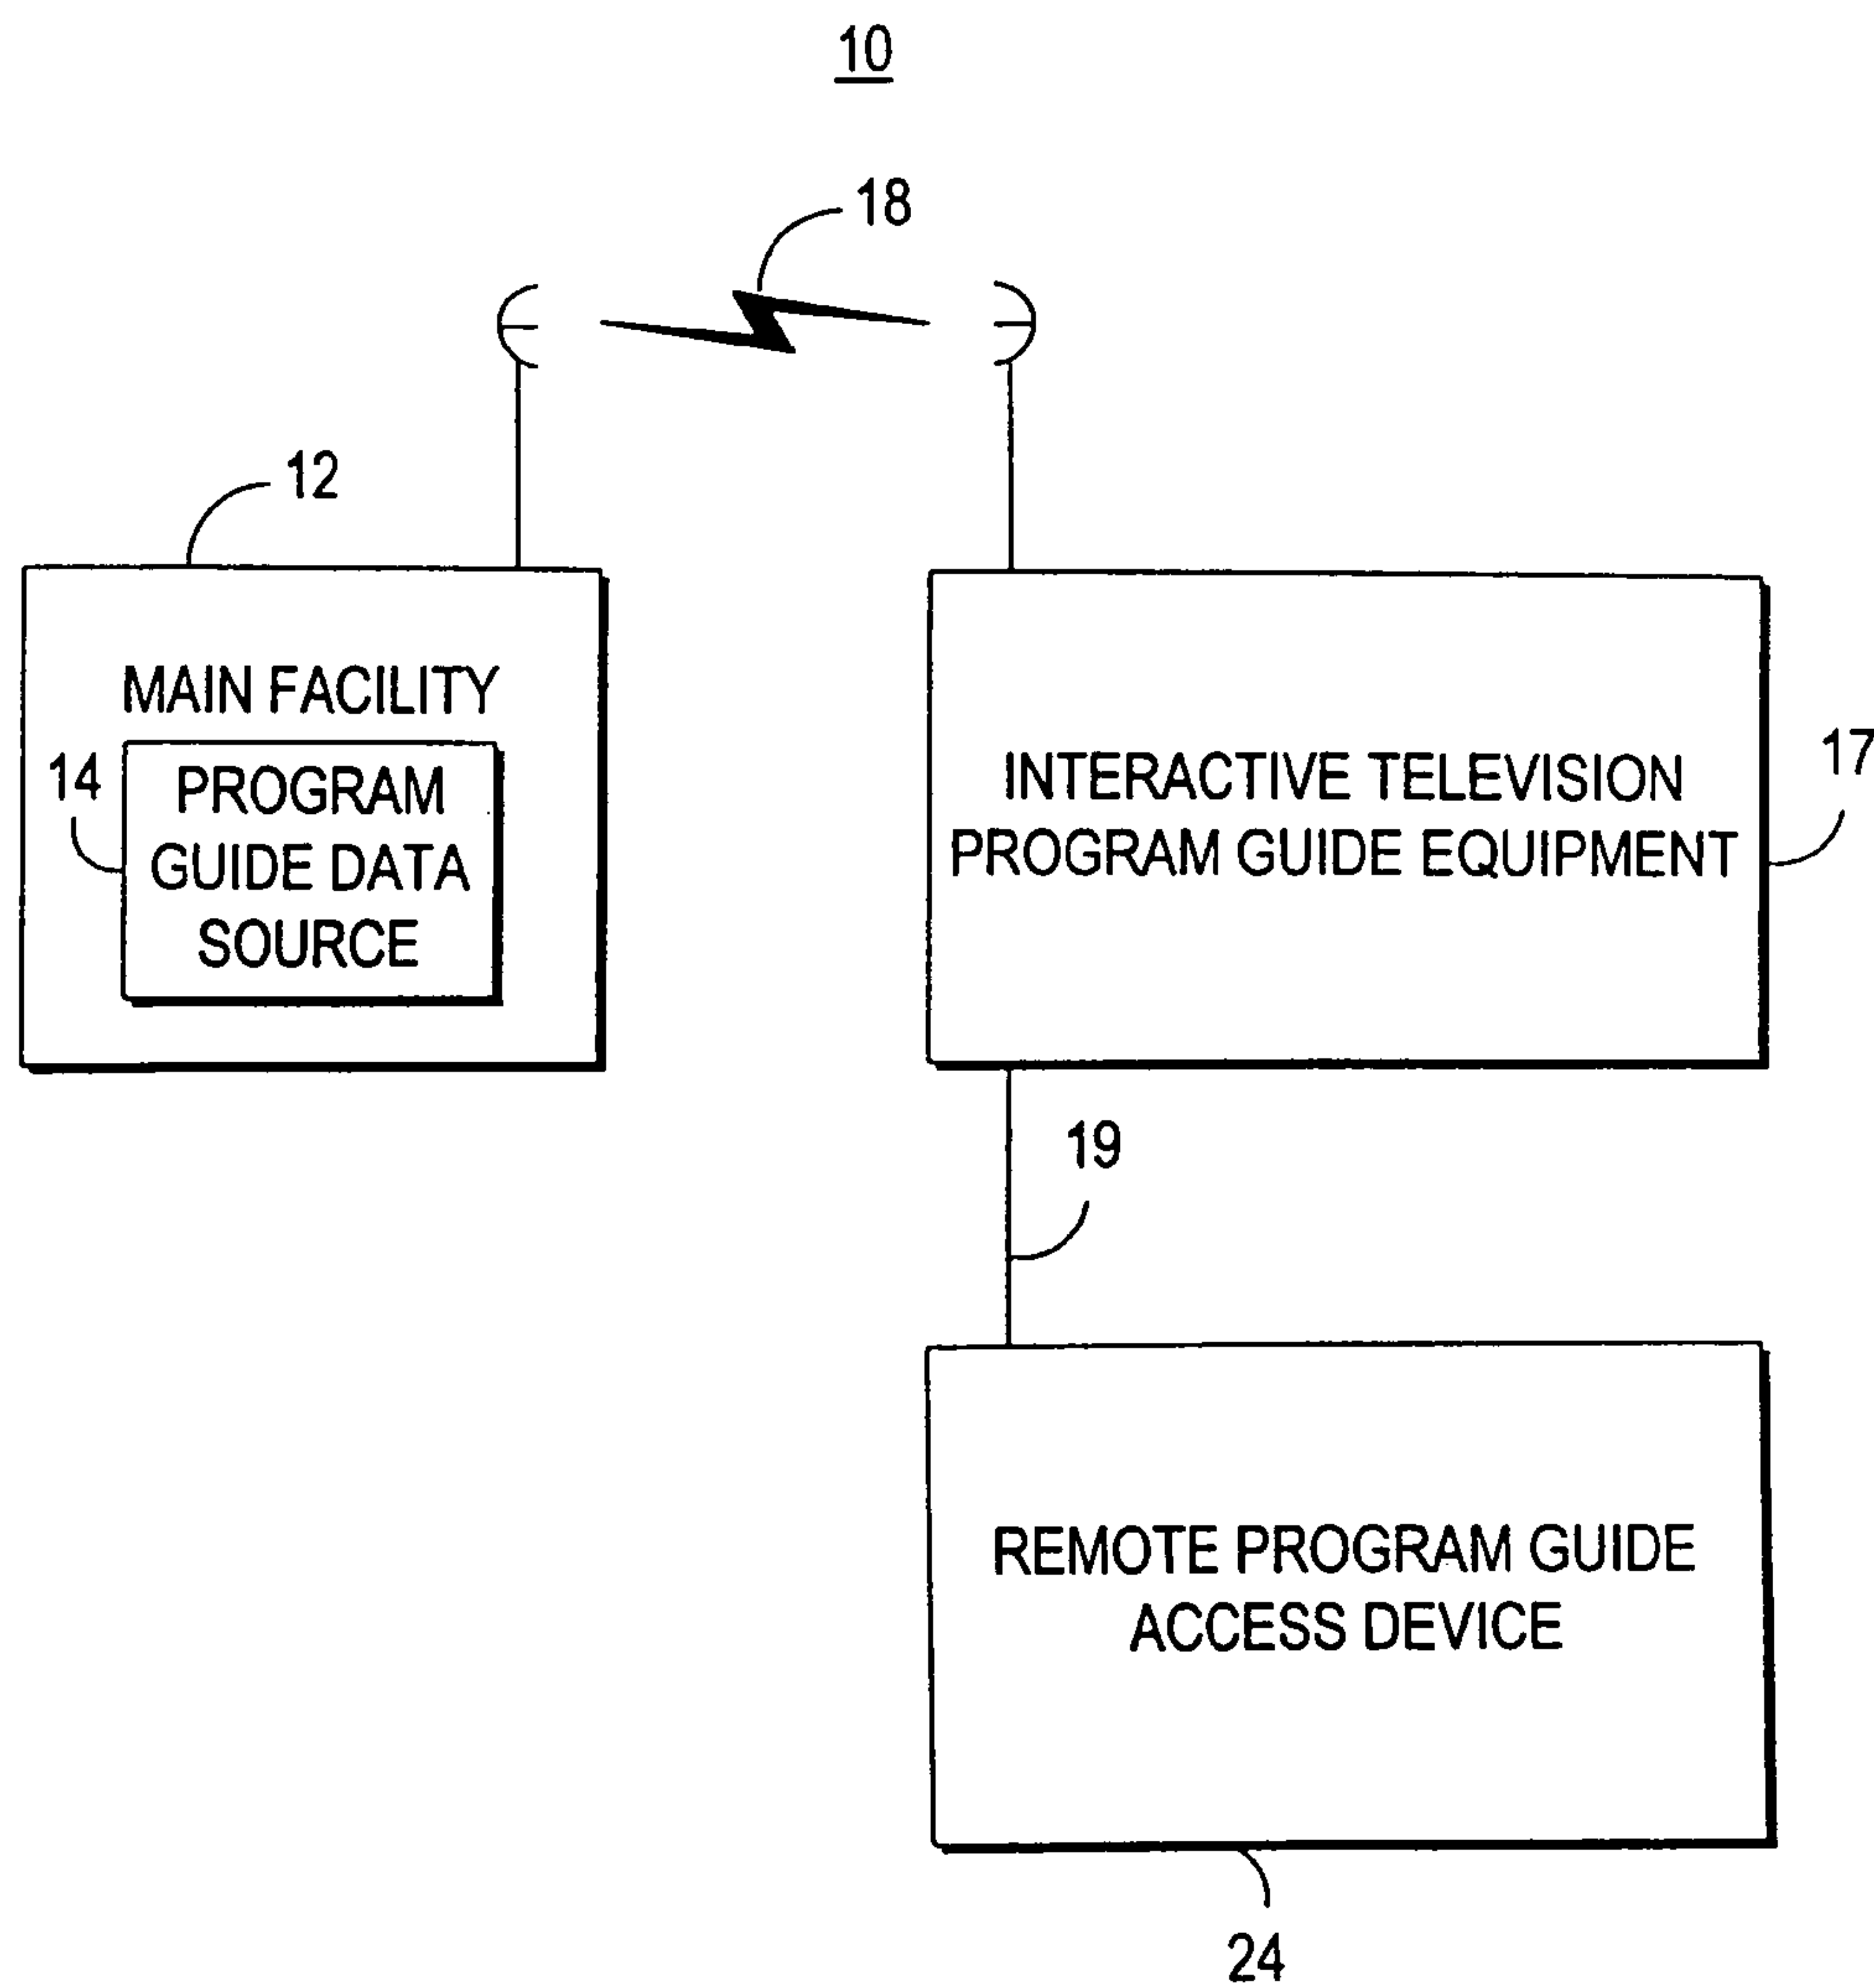 10
18
12
MAIN FACILITY
14
PROGRAM
GUIDE DATA
SOURCE
INTERACTIVE TELEVISION
PROGRAM GUIDE EQUIPMENT
17
19
REMOTE PROGRAM GUIDE
ACCESS DEVICE
24